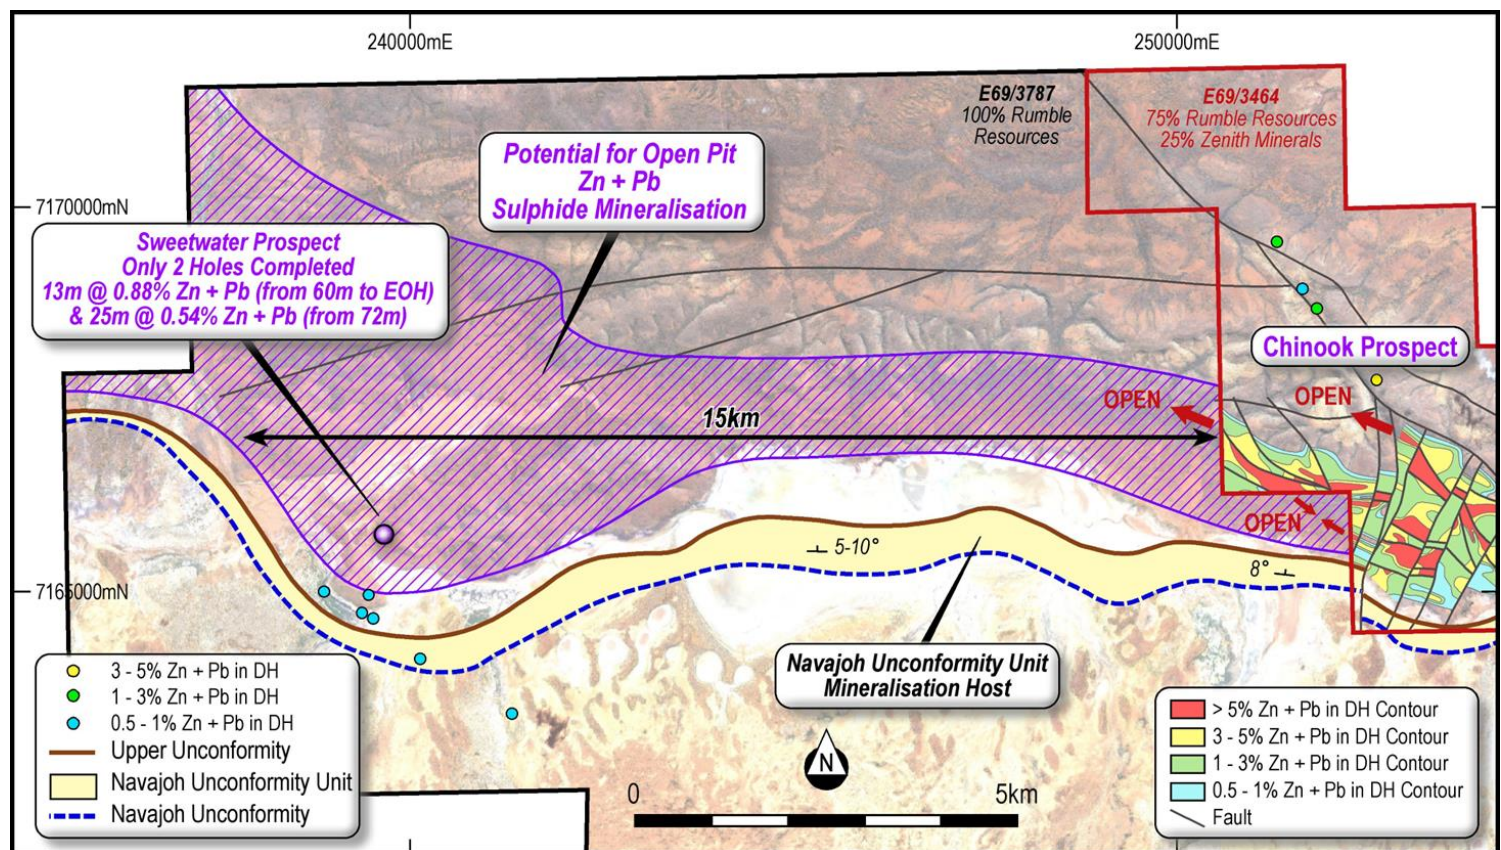 240000mE
250000mE
E69/3787
100% Rumble
Resources
E69/3464
75% Rumble Resources
25% Zenith Minerals
Potential for Open Pit
Zn + Pb
Sulphide Mineralisation
7170000mN
Sweetwater Prospect
Only 2 Holes Completed
13m @ 0.88% Zn + Pb (from 60m to EOH)
& 25m @ 0.54% Zn + Pb (from 72m)
Chinook Prospect
OPEN
OPEN
15km
OPEN
5-10°
8°
7165000mN
Navajoh Unconformity Unit
Mineralisation Host
3 - 5% Zn + Pb in DH
1 - 3% Zn + Pb in DH
0.5 - 1% Zn + Pb in DH
Upper Unconformity
Navajoh Unconformity Unit
Navajoh Unconformity
N
0
5km
> 5% Zn + Pb in DH Contour
3 - 5% Zn + Pb in DH Contour
1 - 3% Zn + Pb in DH Contour
0.5 - 1% Zn + Pb in DH Contour
Fault